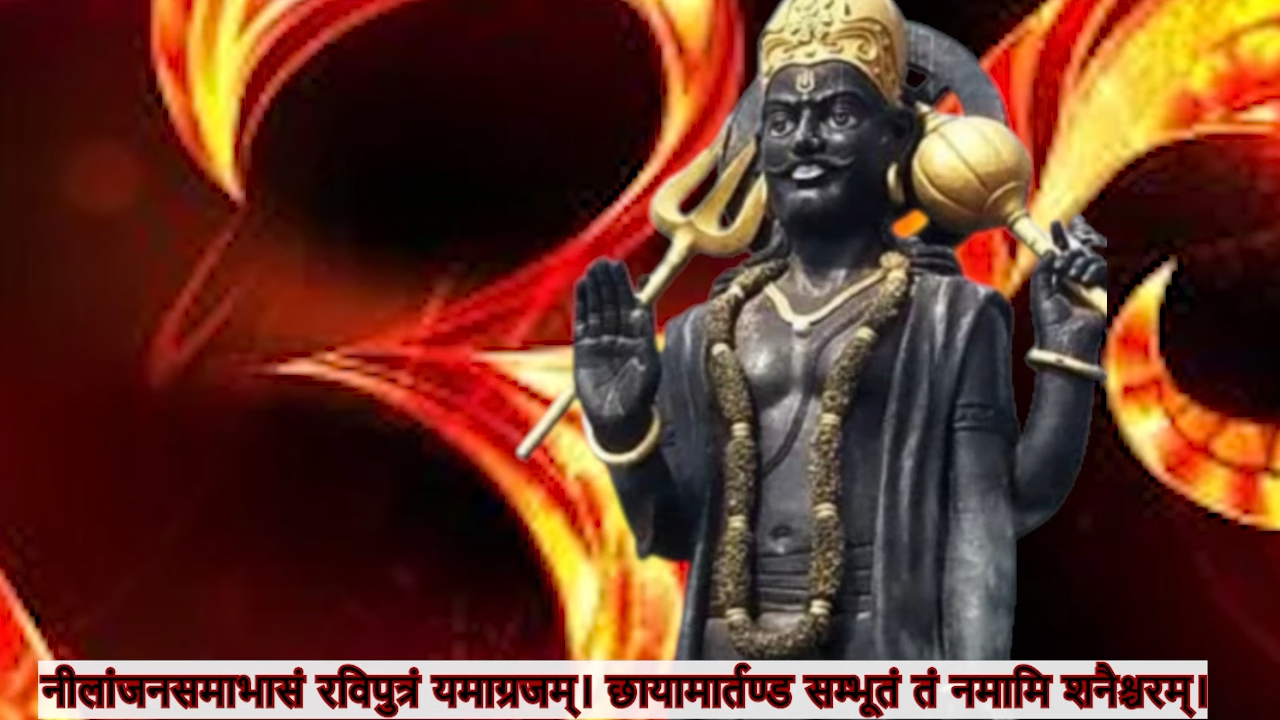 नीलांजनसमाभासं रविपुत्रं यमाग्रजम्। छायामार्तण्ड सम्भूतं तं नमामि शनैश्चरम्।